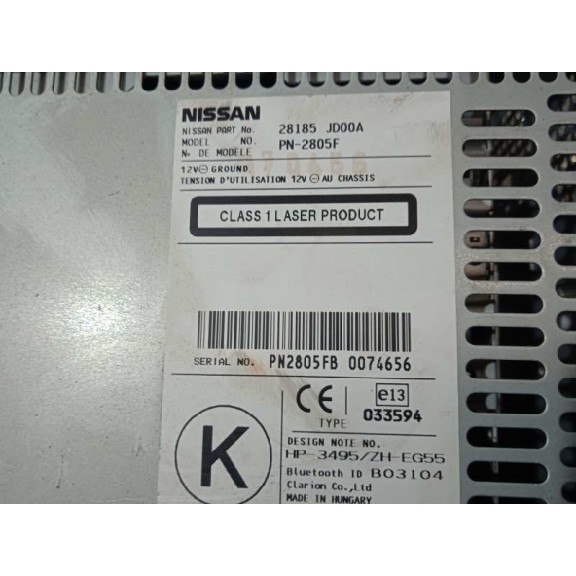 NISSAN
NISSAN PART No. 28185 JD00A
MODEL NO. PN-2805F
No DE MODELE
12V⊖ GROUND
TENSION D'UTILISATION 12V ⊖ AU CHASSIS
CLASS 1 LASER PRODUCT
SERIAL NO. PN2805FB 0074656
CE e13
TYPE 033594
K
DESIGN NOTE NO.
HP-3495/ZH-EG55
Bluetooth ID B03104
Clarion Co.,Ltd
MADE IN HUNGARY